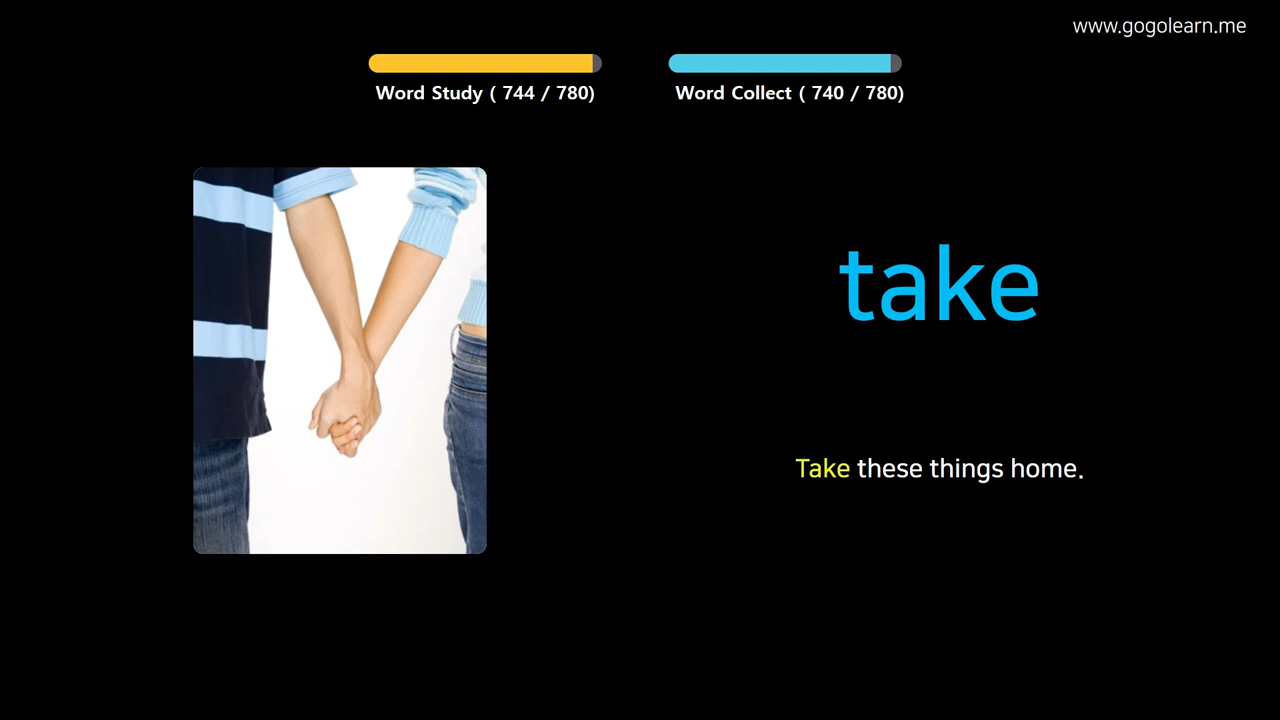 www.gogolearn.me
Word Study ( 744 / 780)
Word Collect ( 740 / 780)
take
Take these things home.